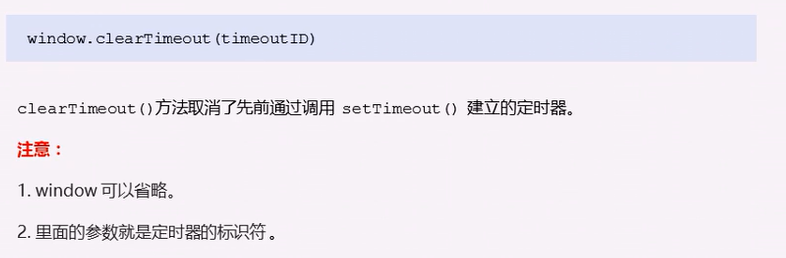 window.clearTimeout(timeoutID)
clearTimeout()方法取消了先前通过调用 setTimeout() 建立的定时器。
注意：
1. window 可以省略。
2. 里面的参数就是定时器的标识符 。